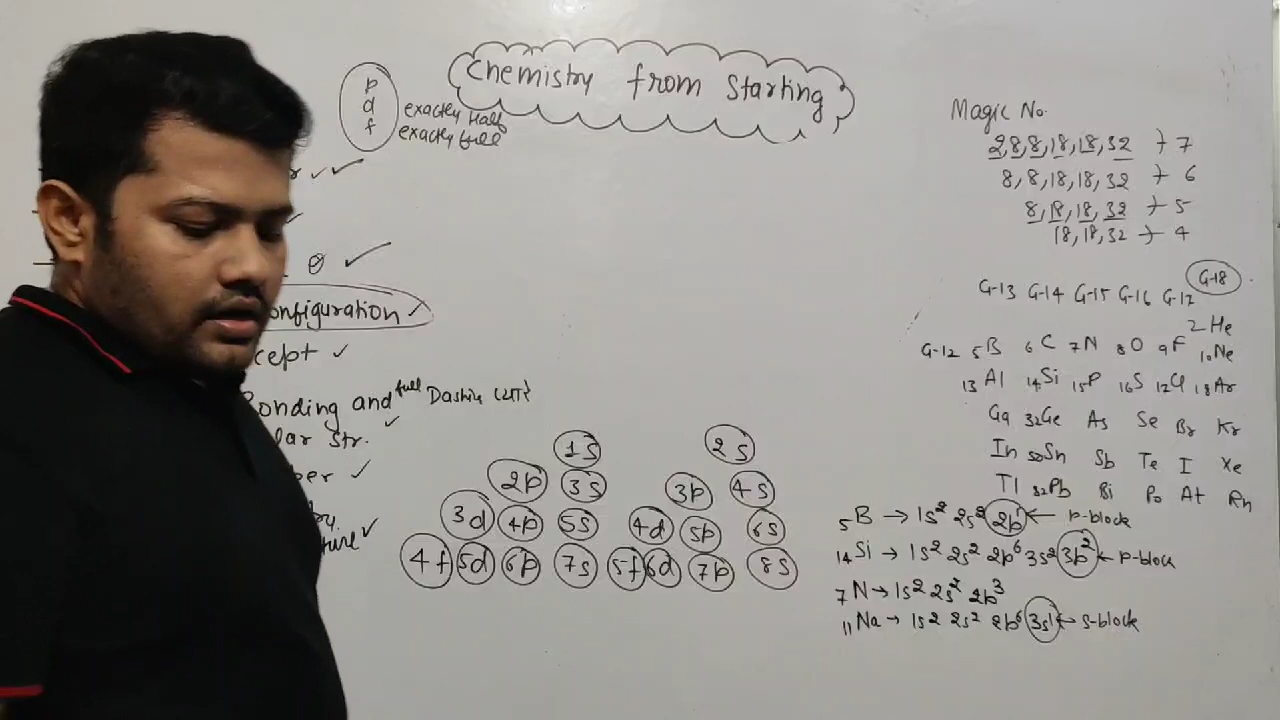 Chemistry from Starting
p
d
f
exactly half
exactly full
onfiguration
cept
Bonding and full Dashing (यार)
lar Str.
ber
1s 2s
2p 3s 3p 4s
3d 4p 5s 4d 5p 6s
4f 5d 6p 7s 5f 6d 7p 8s
Magic No.
2,8,8,18,18,32 → 7
8,8,18,18,32 → 6
8,18,18,32 → 5
18,18,32 → 4
G-13 G-14 G-15 G-16 G-17 G-18
2He
G-12 5B 6C 7N 8O 9F 10Ne
13Al 14Si 15P 16S 17Cl 18Ar
Ga 32Ge As Se Br Kr
In 50Sn Sb Te I Xe
Tl 82Pb Bi Po At Rn
5B → 1s² 2s² 2p¹ ← p-block
14Si → 1s² 2s² 2p⁶ 3s² 3p² ← p-block
7N → 1s² 2s² 2p³
11Na → 1s² 2s² 2p⁶ 3s¹ ← s-block